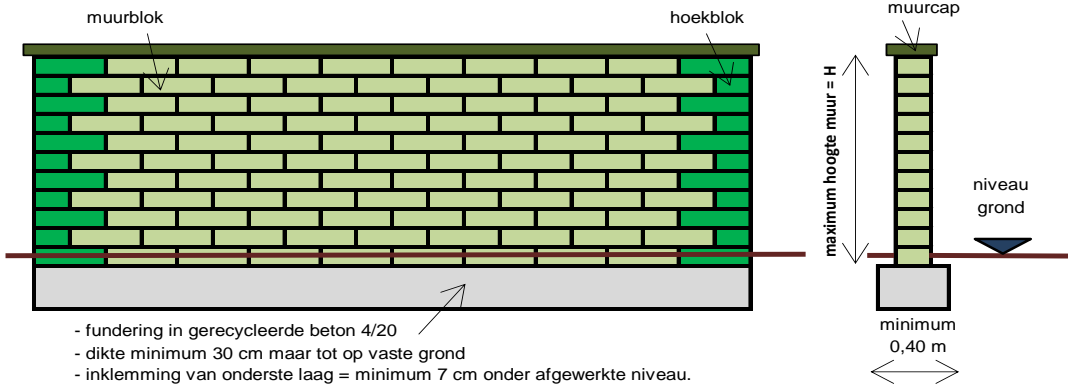 muurblok
hoekblok
muurcap
maximum hoogte muur = H
niveau
grond
minimum
0,40 m
- fundering in gerecycleerde beton 4/20
- dikte minimum 30 cm maar tot op vaste grond
- inklemming van onderste laag = minimum 7 cm onder afgewerkte niveau.